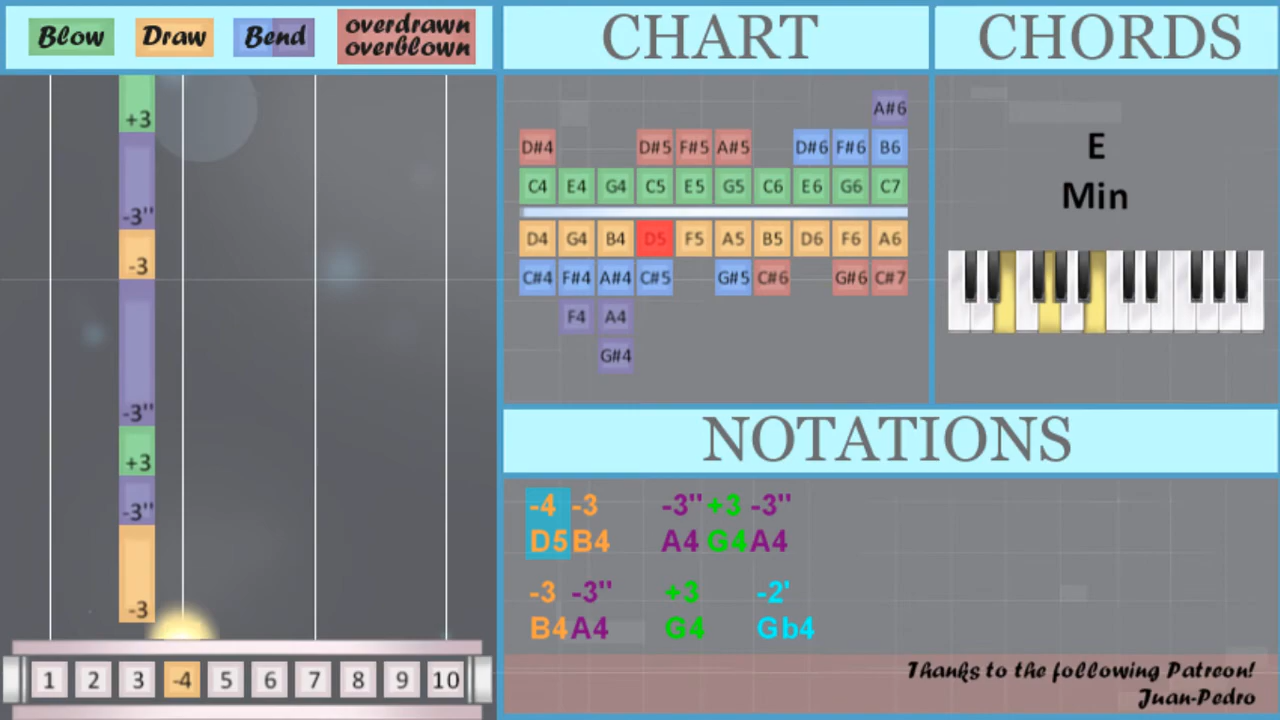 Blow Draw Bend overdrawn
overblown
CHART
CHORDS
+3
-3''
-3
-3''
+3
-3''
-3
1 2 3 -4 5 6 7 8 9 10
A#6
D#4 D#5 F#5 A#5 D#6 F#6 B6
C4 E4 G4 C5 E5 G5 C6 E6 G6 C7
D4 G4 B4 D5 F5 A5 B5 D6 F6 A6
C#4 F#4 A#4 C#5 G#5 C#6 G#6 C#7
F4 A4
G#4
E
Min
NOTATIONS
-4 -3 -3'' +3 -3''
D5 B4 A4 G4 A4
-3 -3'' +3 -2'
B4 A4 G4 Gb4
Thanks to the following Patreon!
Juan-Pedro